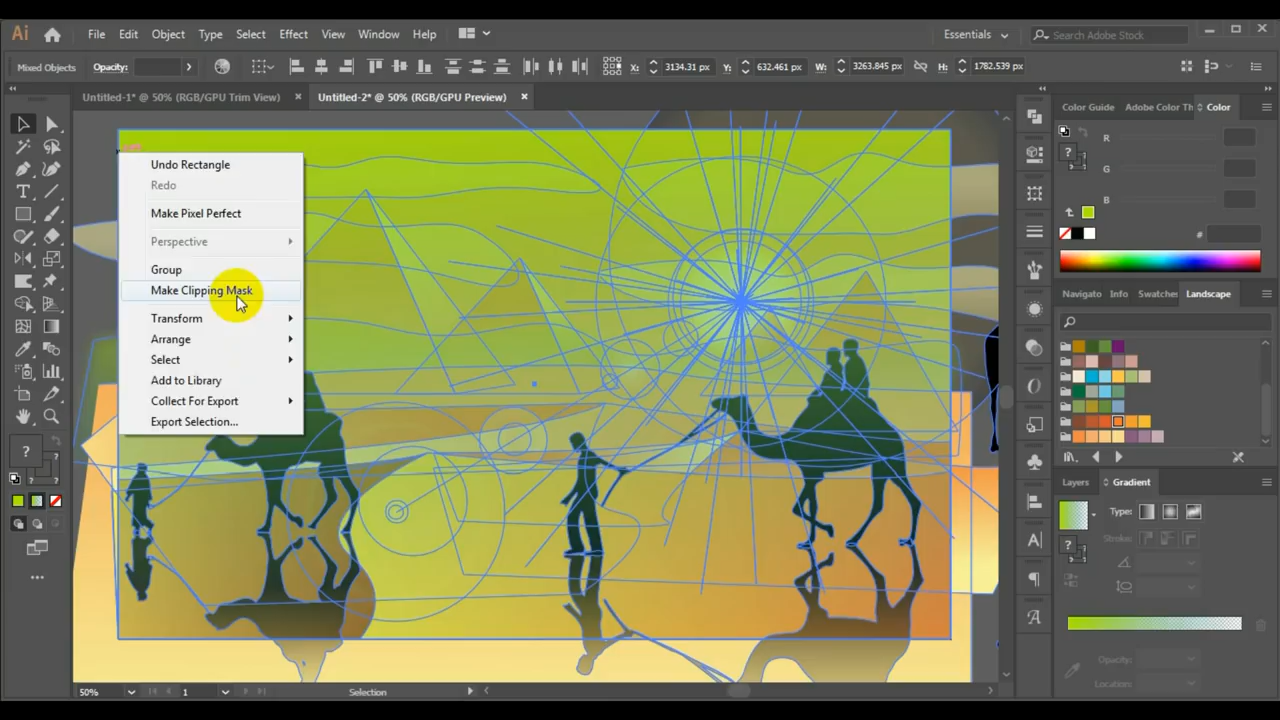 Ai File Edit Object Type Select Effect View Window Help Essentials Search Adobe Stock
Mixed Objects Opacity: X: 3134.31 px Y: 632.461 px W: 3263.845 px H: 1782.539 px
Untitled-1* @ 50% (RGB/GPU Trim View) × Untitled-2* @ 50% (RGB/GPU Preview) ×
Color Guide Adobe Color Th Color
R
G
B
#
Undo Rectangle
Redo
Make Pixel Perfect
Perspective
Group
Make Clipping Mask
Transform
Arrange
Select
Add to Library
Collect For Export
Export Selection...
Navigato Info Swatches Landscape
Layers Gradient
Type:
Stroke:
Opacity:
Location:
50% 1 Selection